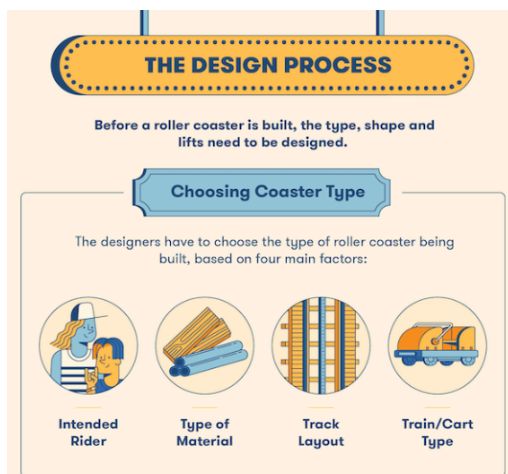 THE DESIGN PROCESS
Before a roller coaster is built, the type, shape and
lifts need to be designed.
Choosing Coaster Type
The designers have to choose the type of roller coaster being
built, based on four main factors:
Intended
Rider
Type of
Material
Track
Layout
Train/Cart
Type